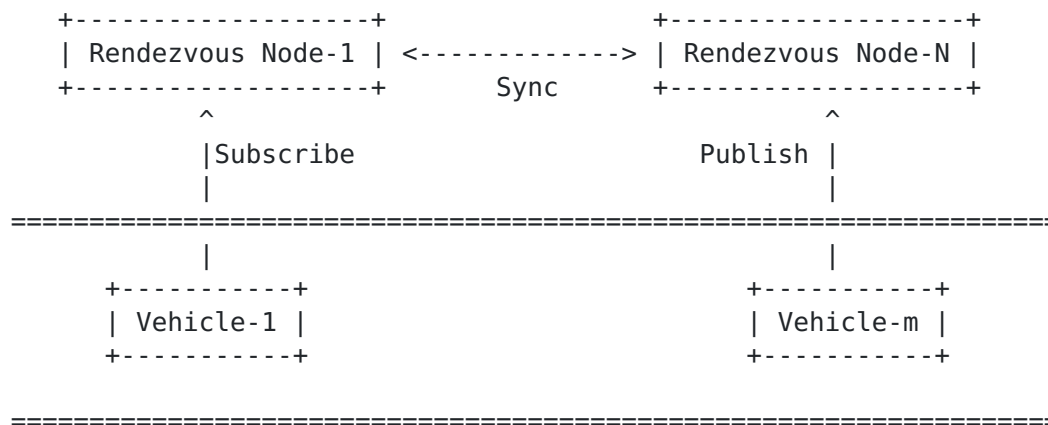 Rendezvous Node-1 <-------------> Rendezvous Node-N
Sync
Subscribe Publish
Vehicle-1 Vehicle-m